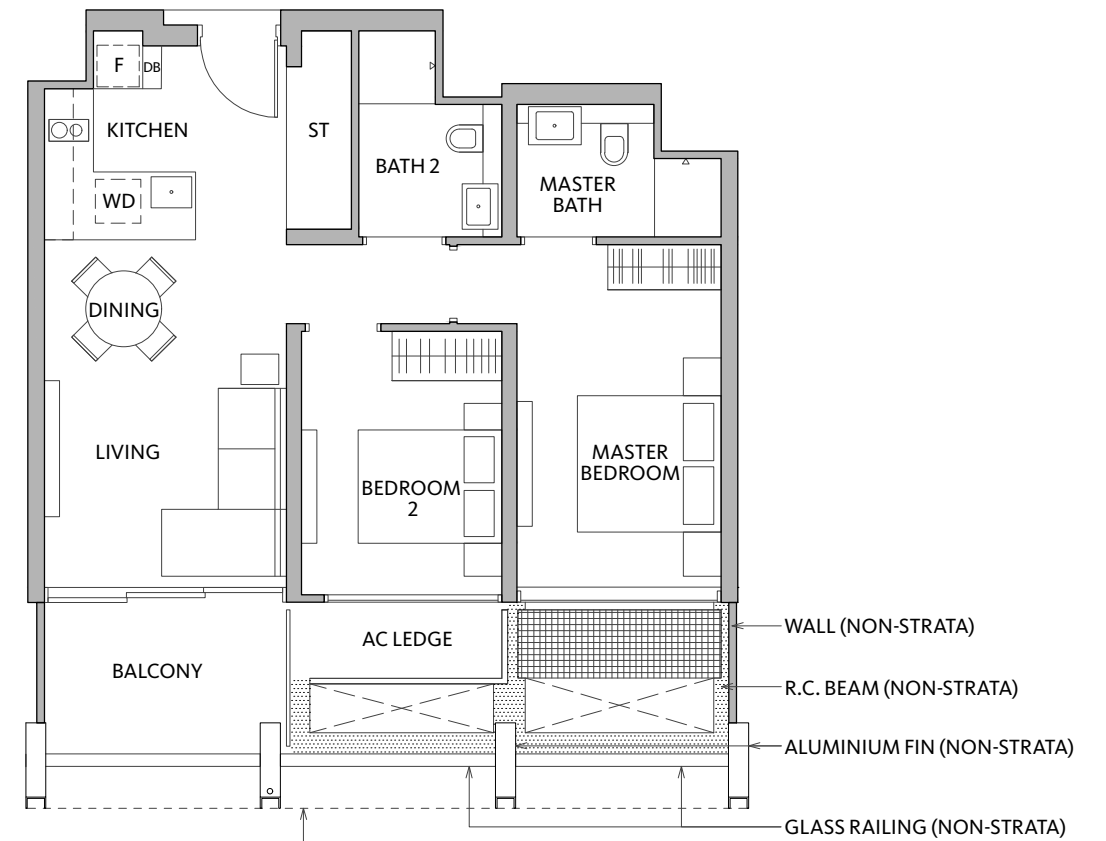 F
DB
KITCHEN
ST
BATH 2
MASTER
BATH
WD
DINING
LIVING
BEDROOM
2
MASTER
BEDROOM
WALL (NON-STRATA)
AC LEDGE
BALCONY
R.C. BEAM (NON-STRATA)
ALUMINIUM FIN (NON-STRATA)
GLASS RAILING (NON-STRATA)